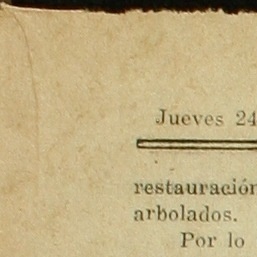 Jueves 24
restauración
arbolados.
Por lo